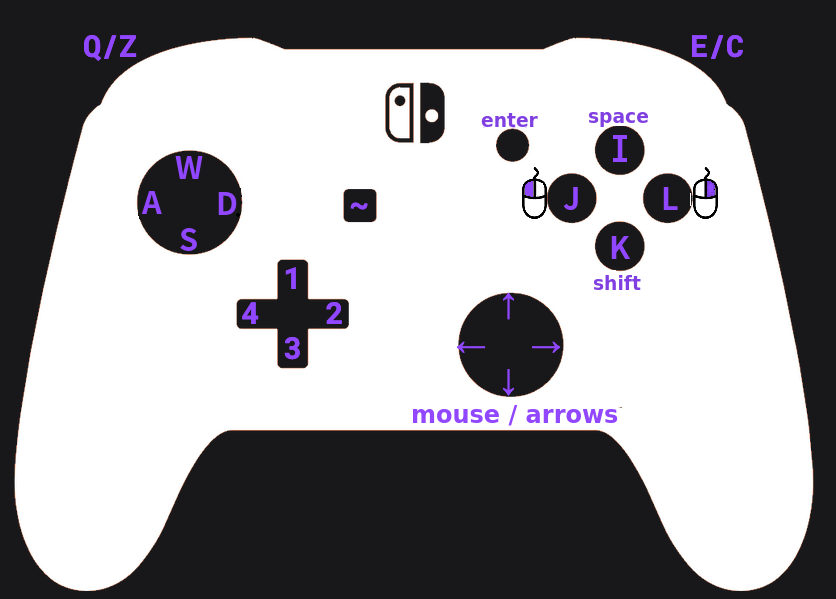 Q/Z
E/C
enter
space
W
A
D
S
~
I
J
L
K
shift
1
4
2
3
↑
←
→
↓
mouse / arrows